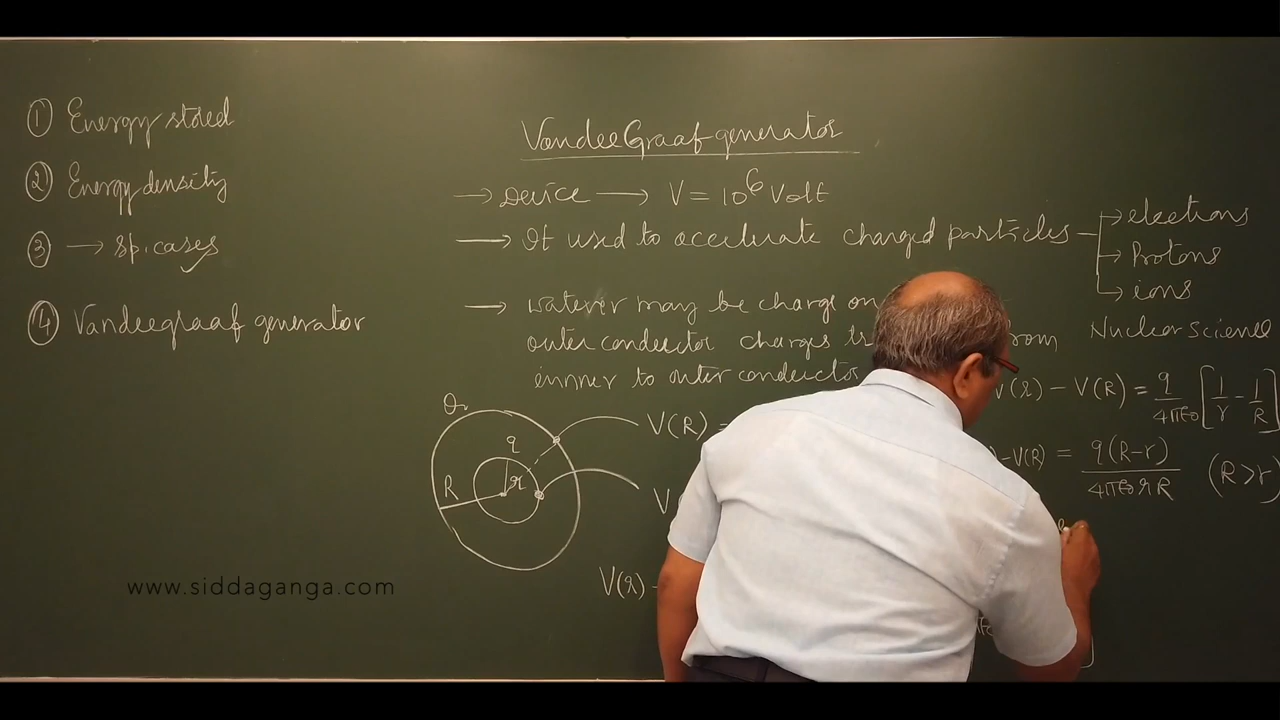 ① Energy stored
② Energy density
③ → Sp. cases
④ Vandeegraaf generator
VandeeGraaf generator
→ Device → V = 10⁶ Volt
→ It used to accelerate charged particles
→ electrons
→ Protons
→ ions
→ watever may be charge on
outer conductor charges
inner to outer conductor
Nuclear Science
V(r) - V(R) = q/4πε₀ [1/r - 1/R]
-V(R) = q(R-r)/4πε₀rR (R>r)
Q
q
R
r
V(R) =
V
V(r) -
www.siddaganga.com